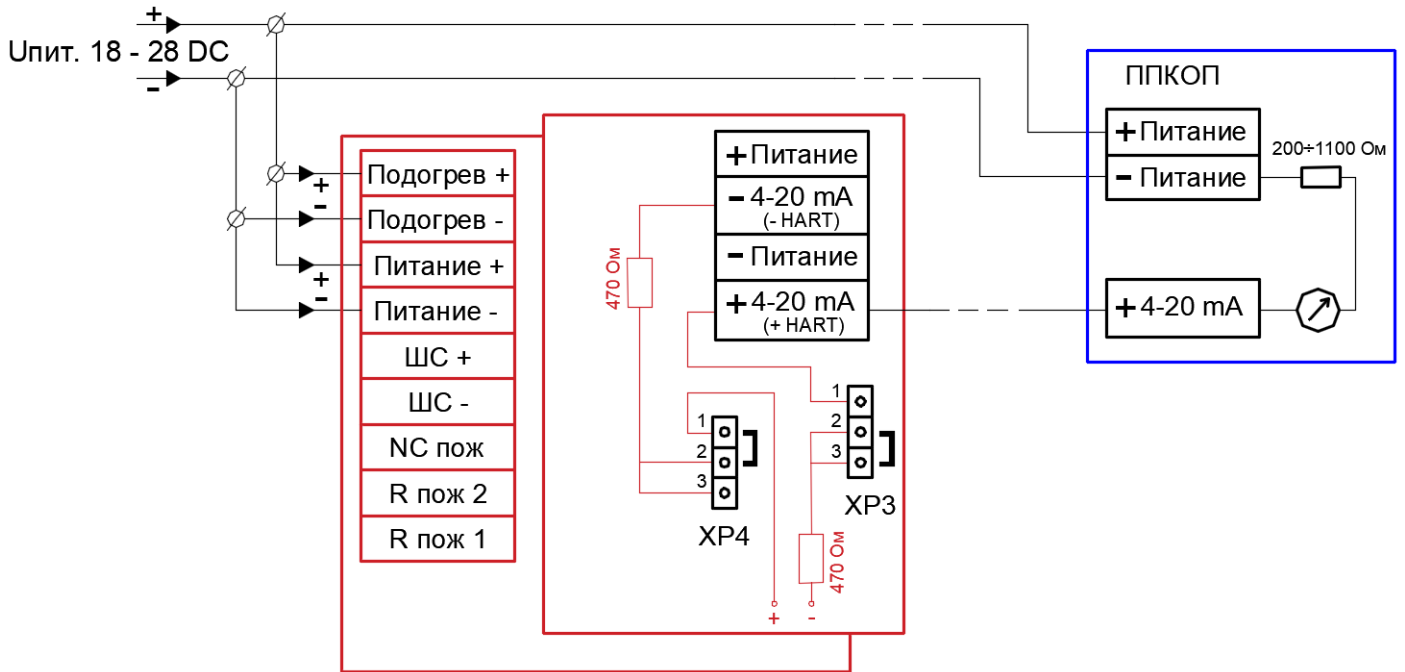 +
Uпит. 18 - 28 DC
-
ППКОП
+ Питание
- Питание
200÷1100 Ом
+ 4-20 mA
Подогрев +
Подогрев -
Питание +
Питание -
ШС +
ШС -
NC пож
R пож 2
R пож 1
+
-
+
-
+ Питание
- 4-20 mA
(- HART)
- Питание
+ 4-20 mA
(+ HART)
470 Ом
1
2
3
XP4
1
2
3
XP3
470 Ом
+ -